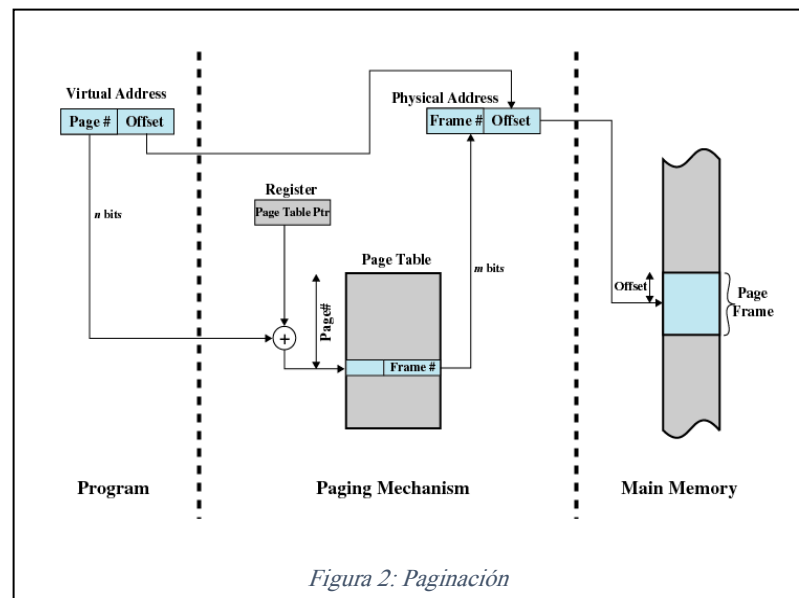 Virtual Address
Page # Offset
n bits
Register
Page Table Ptr
Page Table
Page#
+
Frame #
m bits
Physical Address
Frame # Offset
Offset
Page
Frame
Program
Paging Mechanism
Main Memory
Figura 2: Paginación